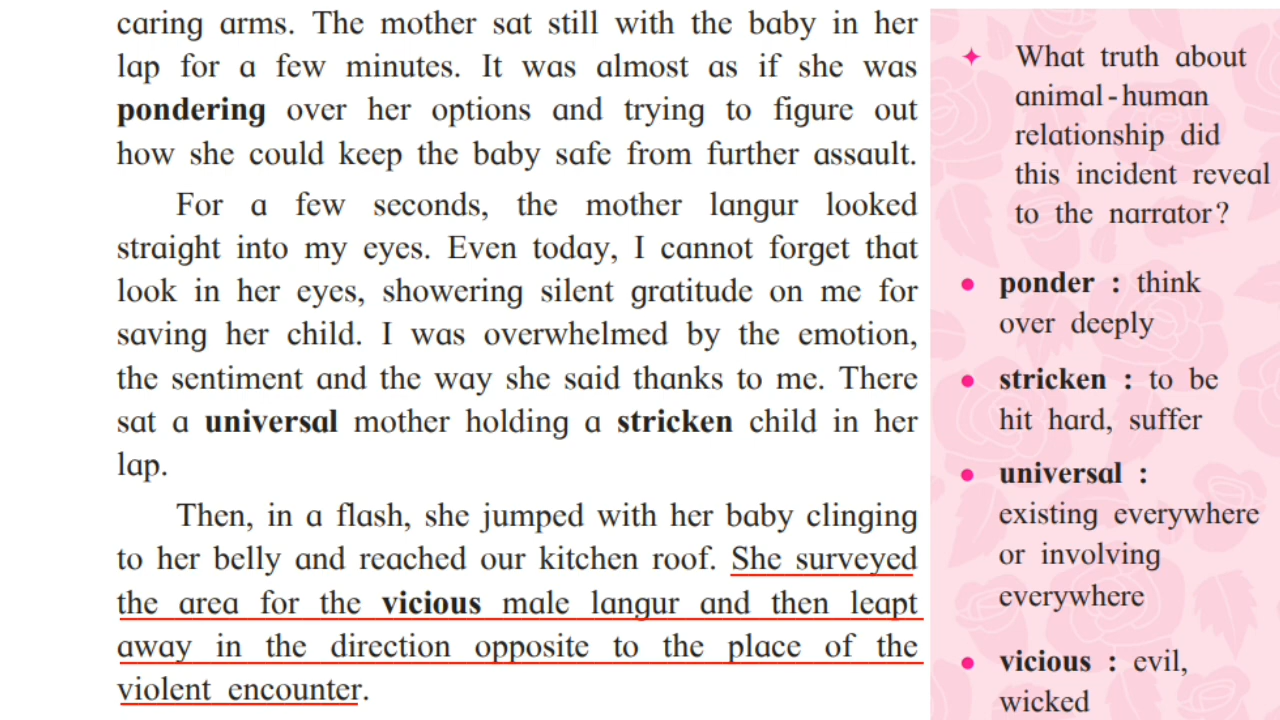 caring arms. The mother sat still with the baby in her
lap for a few minutes. It was almost as if she was
pondering over her options and trying to figure out
how she could keep the baby safe from further assault.
For a few seconds, the mother langur looked
straight into my eyes. Even today, I cannot forget that
look in her eyes, showering silent gratitude on me for
saving her child. I was overwhelmed by the emotion,
the sentiment and the way she said thanks to me. There
sat a universal mother holding a stricken child in her
lap.
Then, in a flash, she jumped with her baby clinging
to her belly and reached our kitchen roof. She surveyed
the area for the vicious male langur and then leapt
away in the direction opposite to the place of the
violent encounter.
What truth about
animal-human
relationship did
this incident reveal
to the narrator?
ponder : think
over deeply
stricken : to be
hit hard, suffer
universal :
existing everywhere
or involving
everywhere
vicious : evil,
wicked